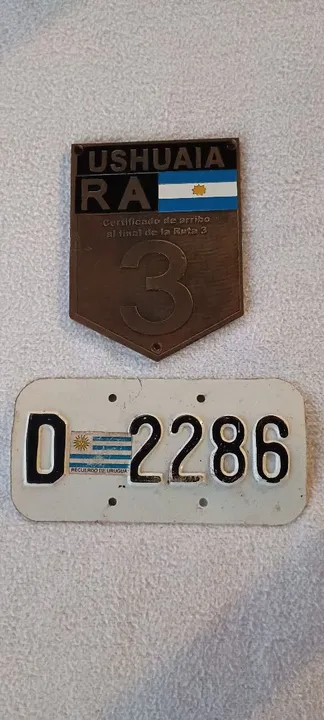 USHUAIA
RA
Certificado de arribo
al final de la Ruta 3
3
D 2286
RECUERDO DE URUGUAY